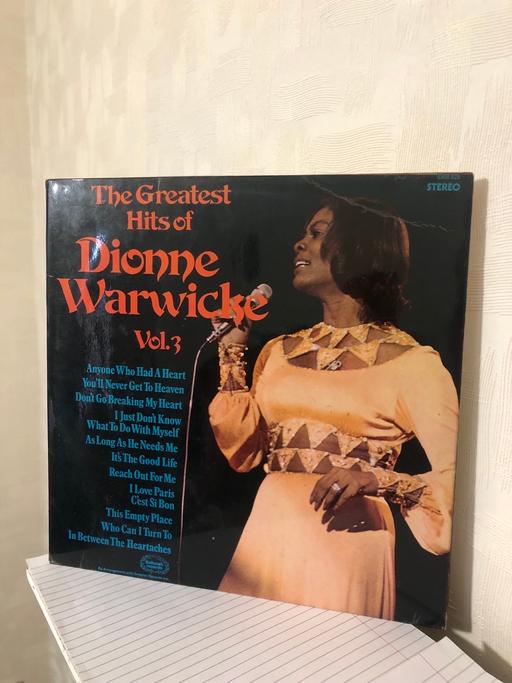 STEREO
The Greatest
Hits of
Dionne
Warwicke
Vol.3
Anyone Who Had A Heart
You'll Never Get To Heaven
Don't Go Breaking My Heart
I Just Don't Know
What To Do With Myself
As Long As He Needs Me
It's The Good Life
Reach Out For Me
I Love Paris
C'est Si Bon
This Empty Place
Who Can I Turn To
In Between The Heartaches